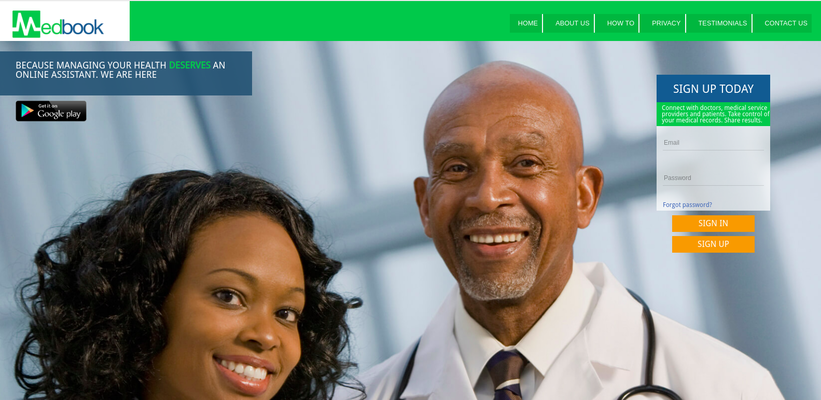 Medbook
HOME
ABOUT US
HOW TO
PRIVACY
TESTIMONIALS
CONTACT US
BECAUSE MANAGING YOUR HEALTH DESERVES AN
ONLINE ASSISTANT. WE ARE HERE
Get it on
Google play
SIGN UP TODAY
Connect with doctors, medical service
providers and patients. Take control of
your medical records. Share results.
Email
Password
Forgot password?
SIGN IN
SIGN UP